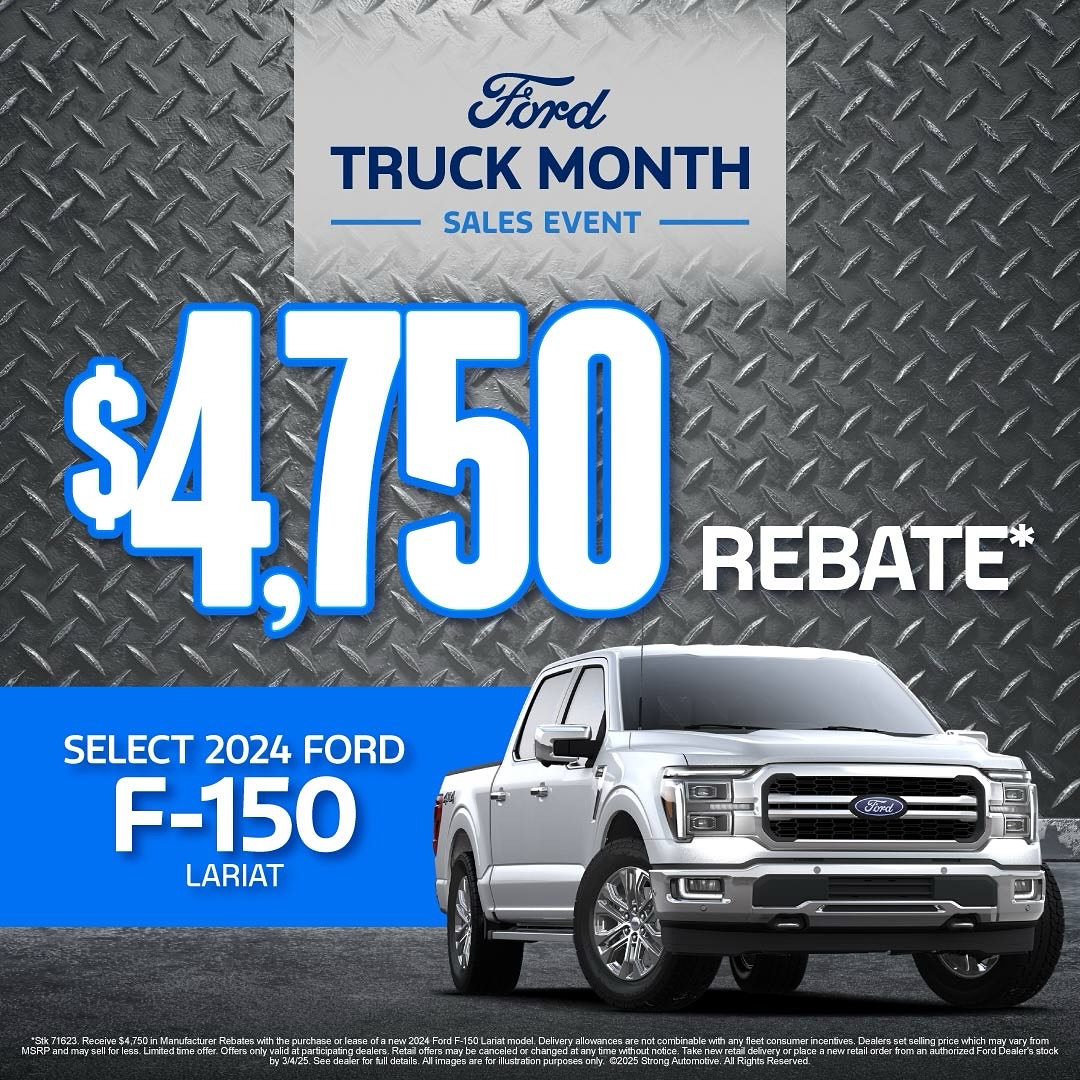 Ford
TRUCK MONTH
SALES EVENT
$4,750
REBATE*
SELECT 2024 FORD
F-150
LARIAT
4X4
Ford
*Stk 71623. Receive $4,750 in Manufacturer Rebates with the purchase or lease of a new 2024 Ford F-150 Lariat model. Delivery allowances are not combinable with any fleet consumer incentives. Dealers set selling price which may vary from
MSRP and may sell for less. Limited time offer. Offers only valid at participating dealers. Retail offers may be canceled or changed at any time without notice. Take new retail delivery or place a new retail order from an authorized Ford Dealer's stock
by 3/4/25. See dealer for full details. All images are for illustration purposes only. ©2025 Strong Automotive. All Rights Reserved.